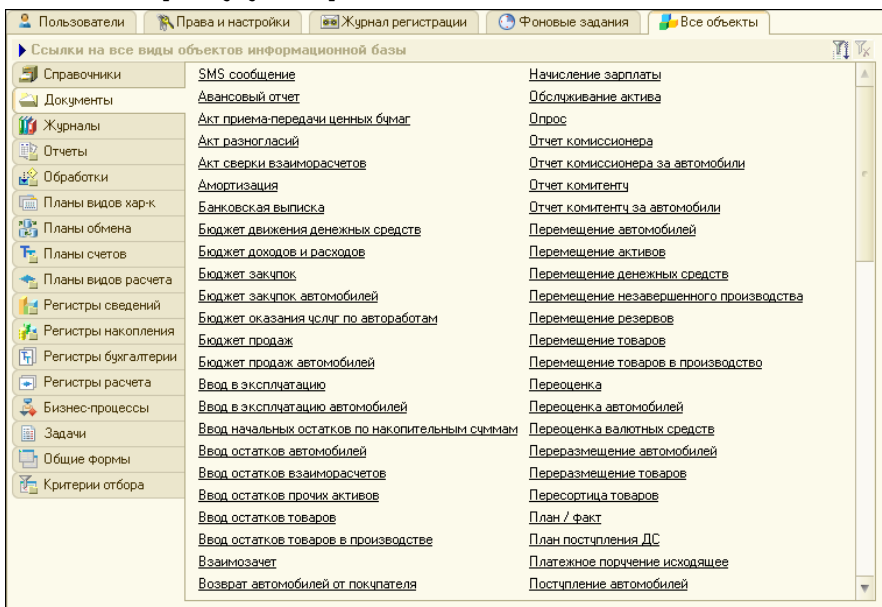 Пользователи Права и настройки Журнал регистрации Фоновые задания Все объекты
Ссылки на все виды объектов информационной базы
Справочники
Документы
Журналы
Отчеты
Обработки
Планы видов хар-к
Планы обмена
Планы счетов
Планы видов расчета
Регистры сведений
Регистры накопления
Регистры бухгалтерии
Регистры расчета
Бизнес-процессы
Задачи
Общие формы
Критерии отбора
SMS сообщение
Авансовый отчет
Акт приема-передачи ценных бумаг
Акт разногласий
Акт сверки взаиморасчетов
Амортизация
Банковская выписка
Бюджет движения денежных средств
Бюджет доходов и расходов
Бюджет закупок
Бюджет закупок автомобилей
Бюджет оказания услуг по автоработам
Бюджет продаж
Бюджет продаж автомобилей
Ввод в эксплуатацию
Ввод в эксплуатацию автомобилей
Ввод начальных остатков по накопительным суммам
Ввод остатков автомобилей
Ввод остатков взаиморасчетов
Ввод остатков прочих активов
Ввод остатков товаров
Ввод остатков товаров в производстве
Взаимозачет
Возврат автомобилей от покупателя
Начисление зарплаты
Обслуживание актива
Опрос
Отчет комиссионера
Отчет комиссионера за автомобили
Отчет комитенту
Отчет комитенту за автомобили
Перемещение автомобилей
Перемещение активов
Перемещение денежных средств
Перемещение незавершенного производства
Перемещение резервов
Перемещение товаров
Перемещение товаров в производство
Переоценка
Переоценка автомобилей
Переоценка валютных средств
Переразмещение автомобилей
Переразмещение товаров
Пересортица товаров
План / факт
План поступления ДС
Платежное поручение исходящее
Поступление автомобилей